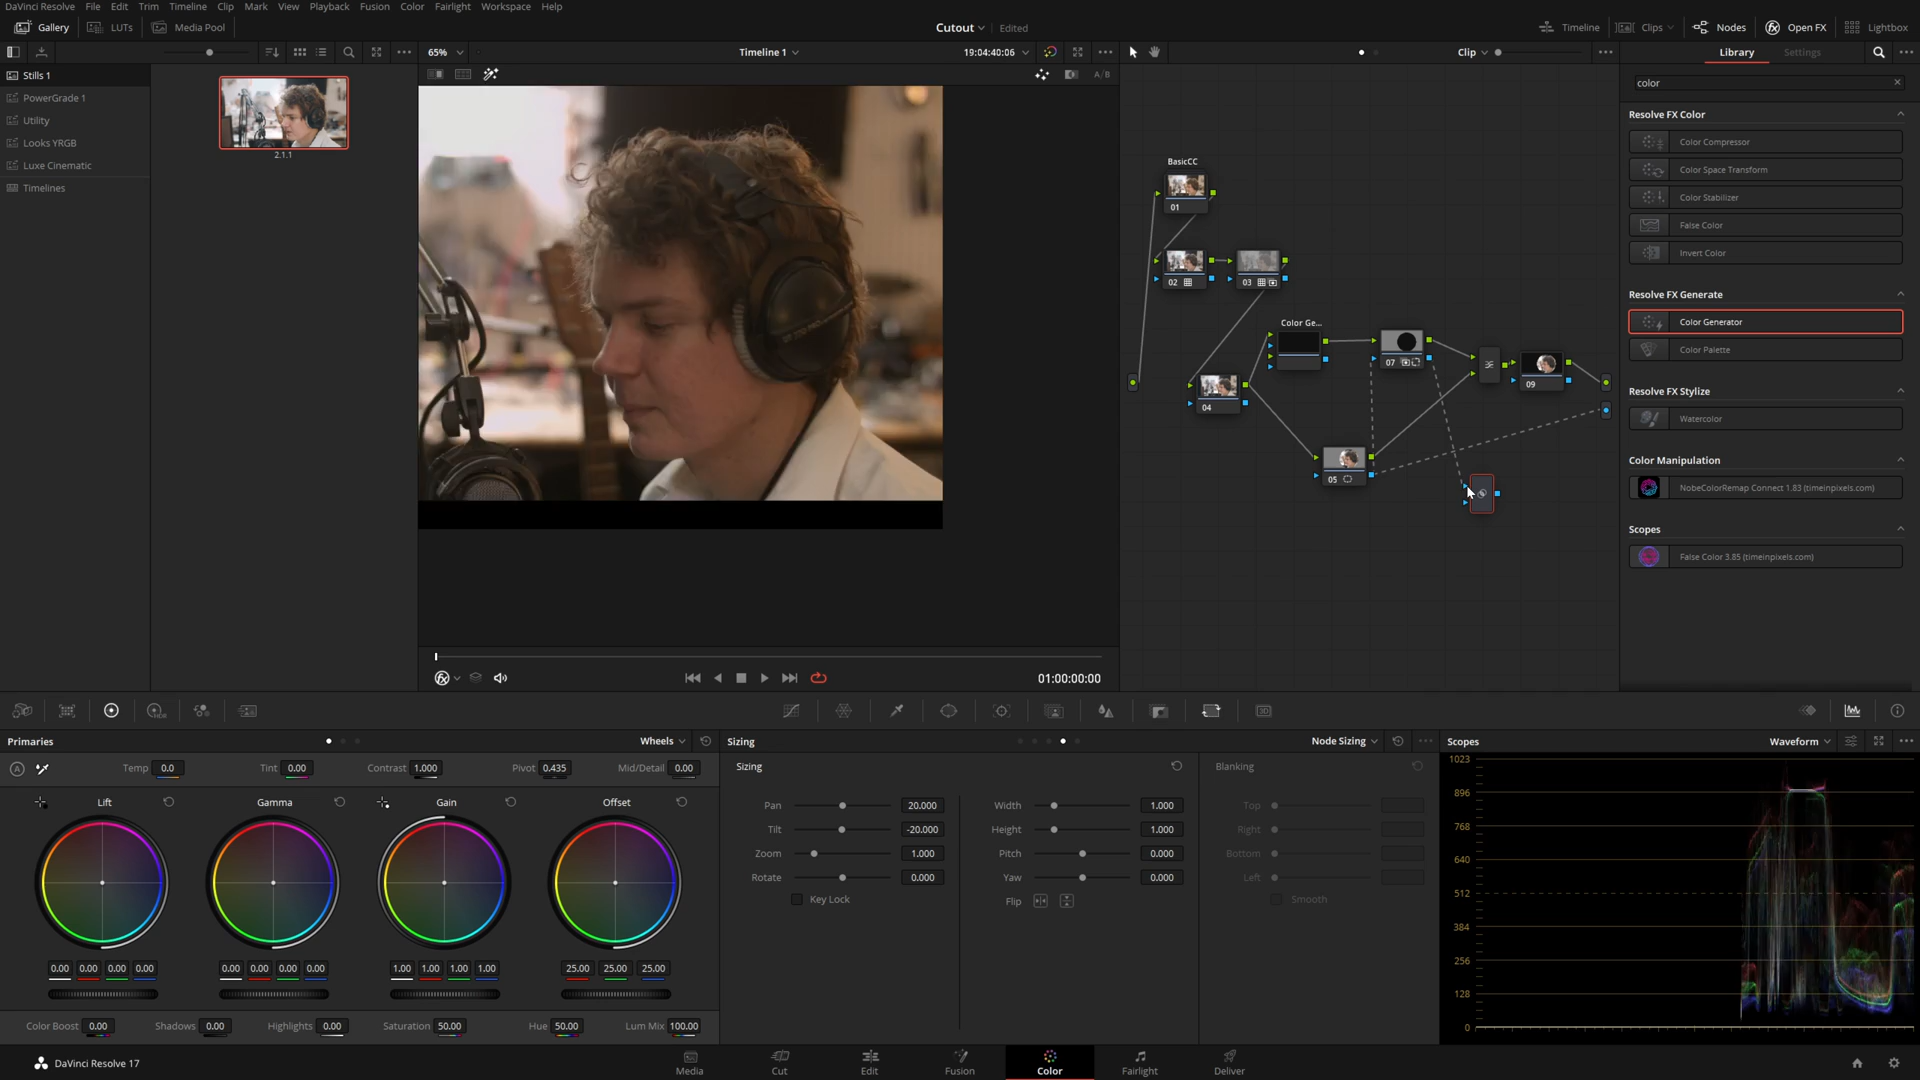 DaVinci Resolve File Edit Trim Timeline Clip Mark View Playback Fusion Color Fairlight Workspace Help
Gallery LUTs Media Pool Cutout Edited Timeline Clips Nodes Open FX Lightbox
65% Timeline 1 19:04:40:06 Clip Library Settings
Stills 1
PowerGrade 1
Utility
Looks YRGB
Luxe Cinematic
Timelines
2.1.1
A/B
BasicCC
01
02
03
Color Ge...
04
07
09
05
color
Resolve FX Color
Color Compressor
Color Space Transform
Color Stabilizer
False Color
Invert Color
Resolve FX Generate
Color Generator
Color Palette
Resolve FX Stylize
Watercolor
Color Manipulation
NobeColorRemap Connect 1.83 (timeinpixels.com)
Scopes
False Color 3.85 (timeinpixels.com)
01:00:00:00
HDR
3D
Primaries Wheels
Temp 0.0 Tint 0.00 Contrast 1.000 Pivot 0.435 Mid/Detail 0.00
Lift Gamma Gain Offset
0.00 0.00 0.00 0.00 0.00 0.00 0.00 0.00 1.00 1.00 1.00 1.00 25.00 25.00 25.00
Color Boost 0.00 Shadows 0.00 Highlights 0.00 Saturation 50.00 Hue 50.00 Lum Mix 100.00
Sizing Node Sizing
Sizing
Pan 20.000 Width 1.000
Tilt -20.000 Height 1.000
Zoom 1.000 Pitch 0.000
Rotate 0.000 Yaw 0.000
Key Lock Flip
Blanking
Top
Right
Bottom
Left
Smooth
Scopes Waveform
1023
896
768
640
512
384
256
128
0
DaVinci Resolve 17
Media Cut Edit Fusion Color Fairlight Deliver